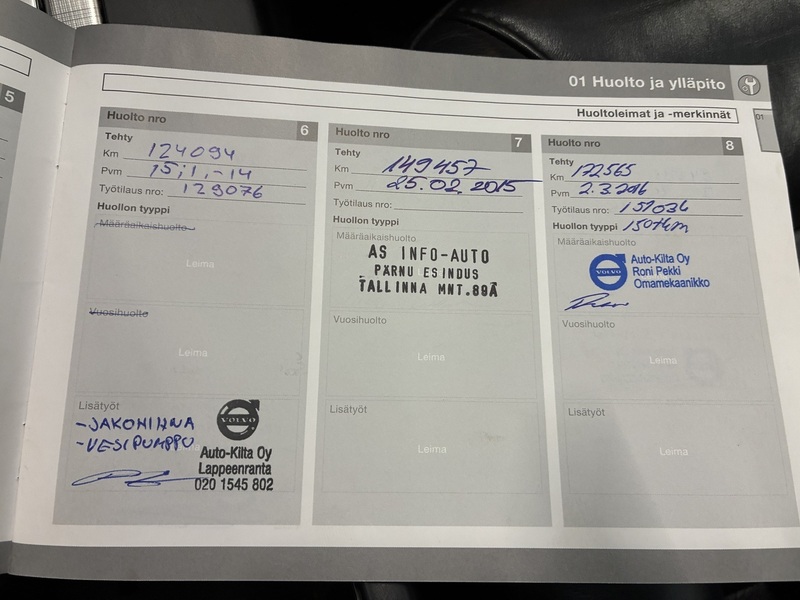 5
01 Huolto ja ylläpito
Huoltoleimat ja -merkinnät
01
Huolto nro 6
Tehty
Km 124094
Pvm 15;1,-14
Työtilaus nro: 129076
Huollon tyyppi
Määräaikaishuolto
Leima
Vuosihuolto
Leima
Lisätyöt
-JAKOHIHNA
-VESIPUMPPU
VOLVO
Auto-Kilta Oy
Lappeenranta
020 1545 802
Huolto nro 7
Tehty
Km 149457
Pvm 25.02.2015
Työtilaus nro:
Huollon tyyppi
Määräaikaishuolto
AS INFO-AUTO
PÄRNU ESINDUS
TALLINNA MNT.89A
Vuosihuolto
Leima
Lisätyöt
Leima
Huolto nro 8
Tehty
Km 172565
Pvm 2.3.2016
Työtilaus nro: 151036
Huollon tyyppi 150tkm
Määräaikaishuolto
VOLVO
Auto-Kilta Oy
Roni Pekki
Omamekaanikko
Vuosihuolto
Leima
Lisätyöt
Leima